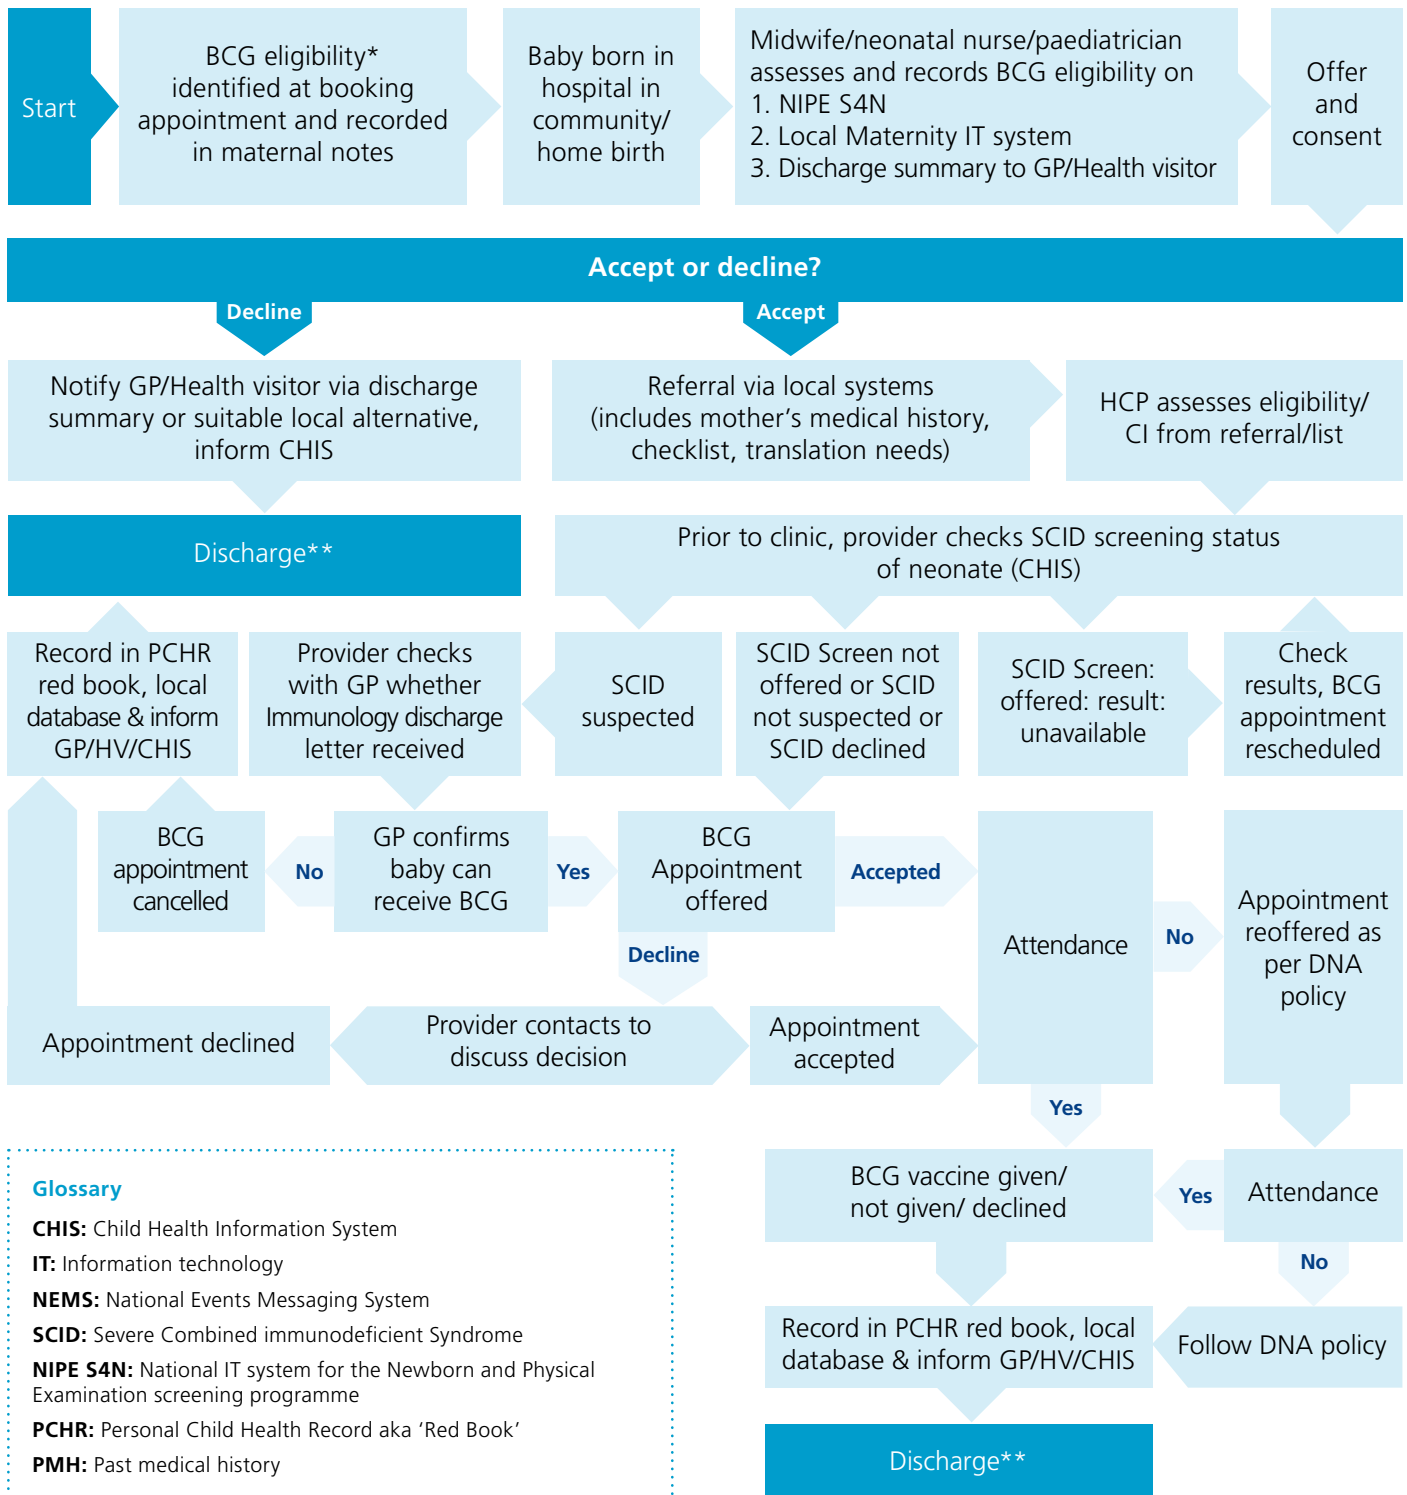 Start
BCG eligibility*
identified at booking
appointment and recorded
in maternal notes
Baby born in
hospital in
community/
home birth
Midwife/neonatal nurse/paediatrician
assesses and records BCG eligibility on
1. NIPE S4N
2. Local Maternity IT system
3. Discharge summary to GP/Health visitor
Offer
and
consent
Accept or decline?
Decline
Accept
Notify GP/Health visitor via discharge
summary or suitable local alternative,
inform CHIS
Referral via local systems
(includes mother's medical history,
checklist, translation needs)
HCP assesses eligibility/
CI from referral/list
Discharge**
Prior to clinic, provider checks SCID screening status
of neonate (CHIS)
Record in PCHR
red book, local
database & inform
GP/HV/CHIS
Provider checks
with GP whether
Immunology discharge
letter received
SCID
suspected
SCID Screen not
offered or SCID
not suspected or
SCID declined
SCID Screen:
offered: result:
unavailable
Check
results, BCG
appointment
rescheduled
BCG
appointment
cancelled
No
GP confirms
baby can
receive BCG
Yes
BCG
Appointment
offered
Accepted
Decline
Attendance
No
Appointment
reoffered as
per DNA
policy
Appointment declined
Provider contacts to
discuss decision
Appointment
accepted
Yes
BCG vaccine given/
not given/ declined
Yes
Attendance
No
Record in PCHR red book, local
database & inform GP/HV/CHIS
Follow DNA policy
Discharge**
Glossary
CHIS: Child Health Information System
IT: Information technology
NEMS: National Events Messaging System
SCID: Severe Combined immunodeficient Syndrome
NIPE S4N: National IT system for the Newborn and Physical
Examination screening programme
PCHR: Personal Child Health Record aka 'Red Book'
PMH: Past medical history